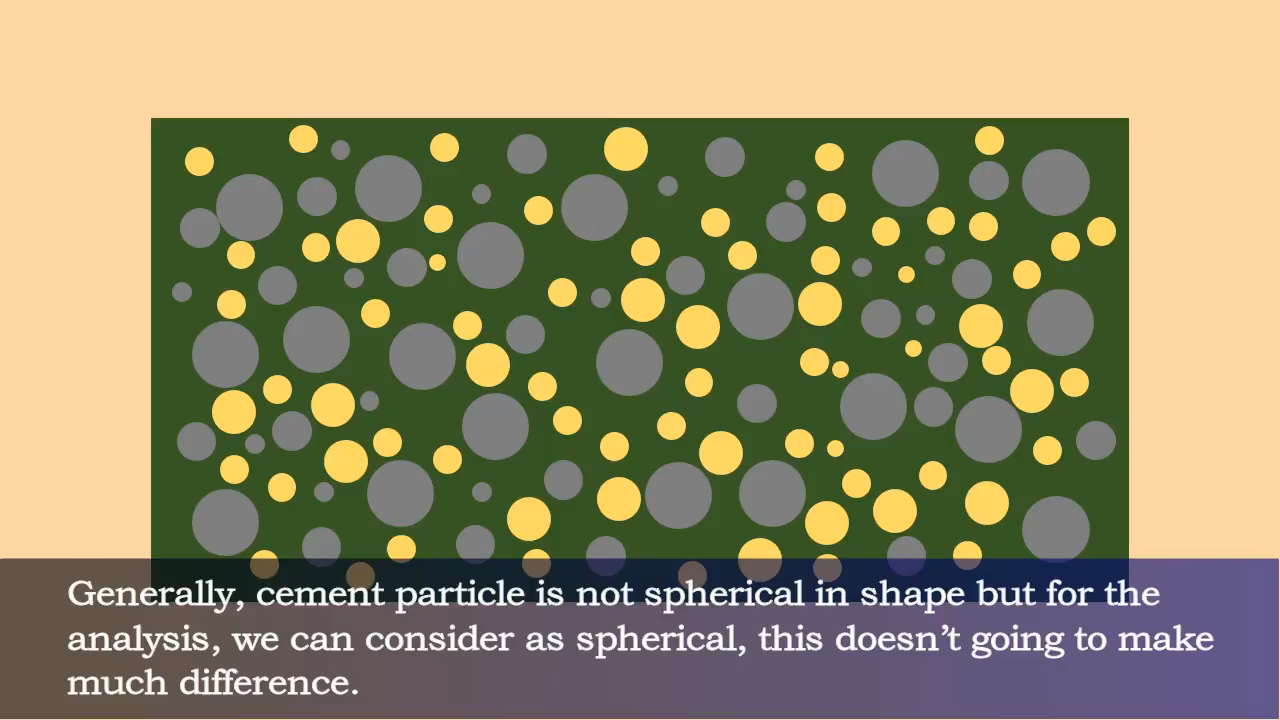 Generally, cement particle is not spherical in shape but for the
analysis, we can consider as spherical, this doesn’t going to make
much difference.